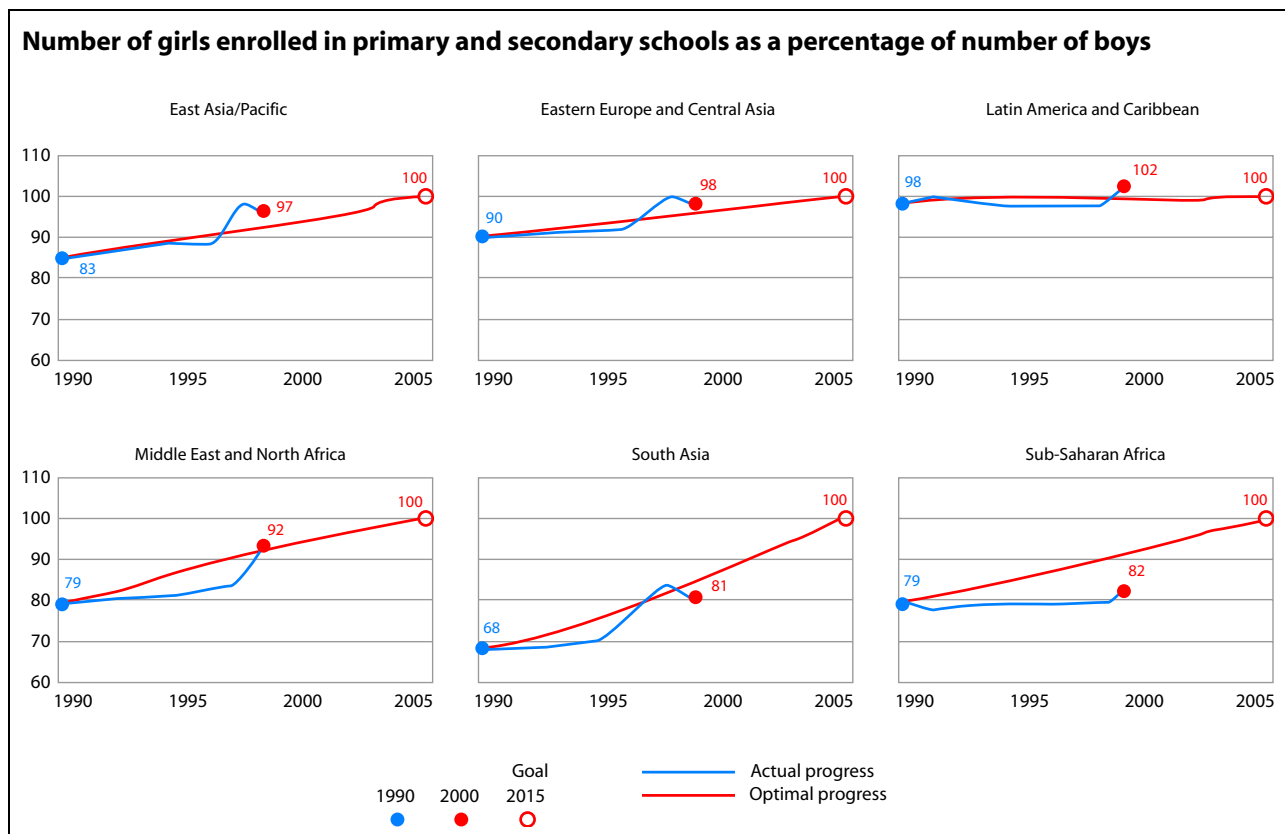 Number of girls enrolled in primary and secondary schools as a percentage of number of boys
East Asia/Pacific
Eastern Europe and Central Asia
Latin America and Caribbean
110
100
90
80
70
60
83
97
100
90
98
100
98
102
100
1990 1995 2000 2005
1990 1995 2000 2005
1990 1995 2000 2005
Middle East and North Africa
South Asia
Sub-Saharan Africa
110
100
90
80
70
60
79
92
100
68
81
100
79
82
100
1990 1995 2000 2005
1990 1995 2000 2005
1990 1995 2000 2005
Goal
1990 2000 2015
Actual progress
Optimal progress